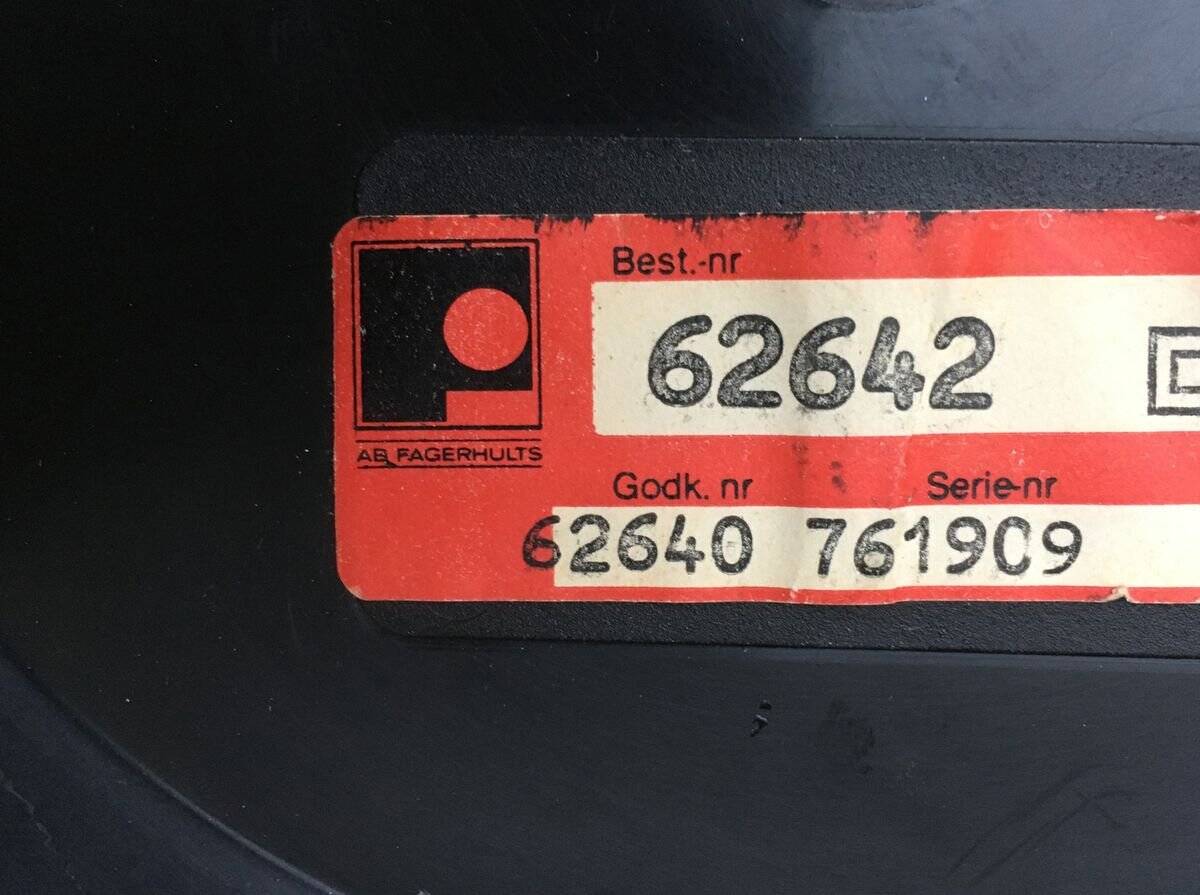 Best.-nr
62642
AB FAGERHULTS
Godk. nr Serie-nr
62640 761909